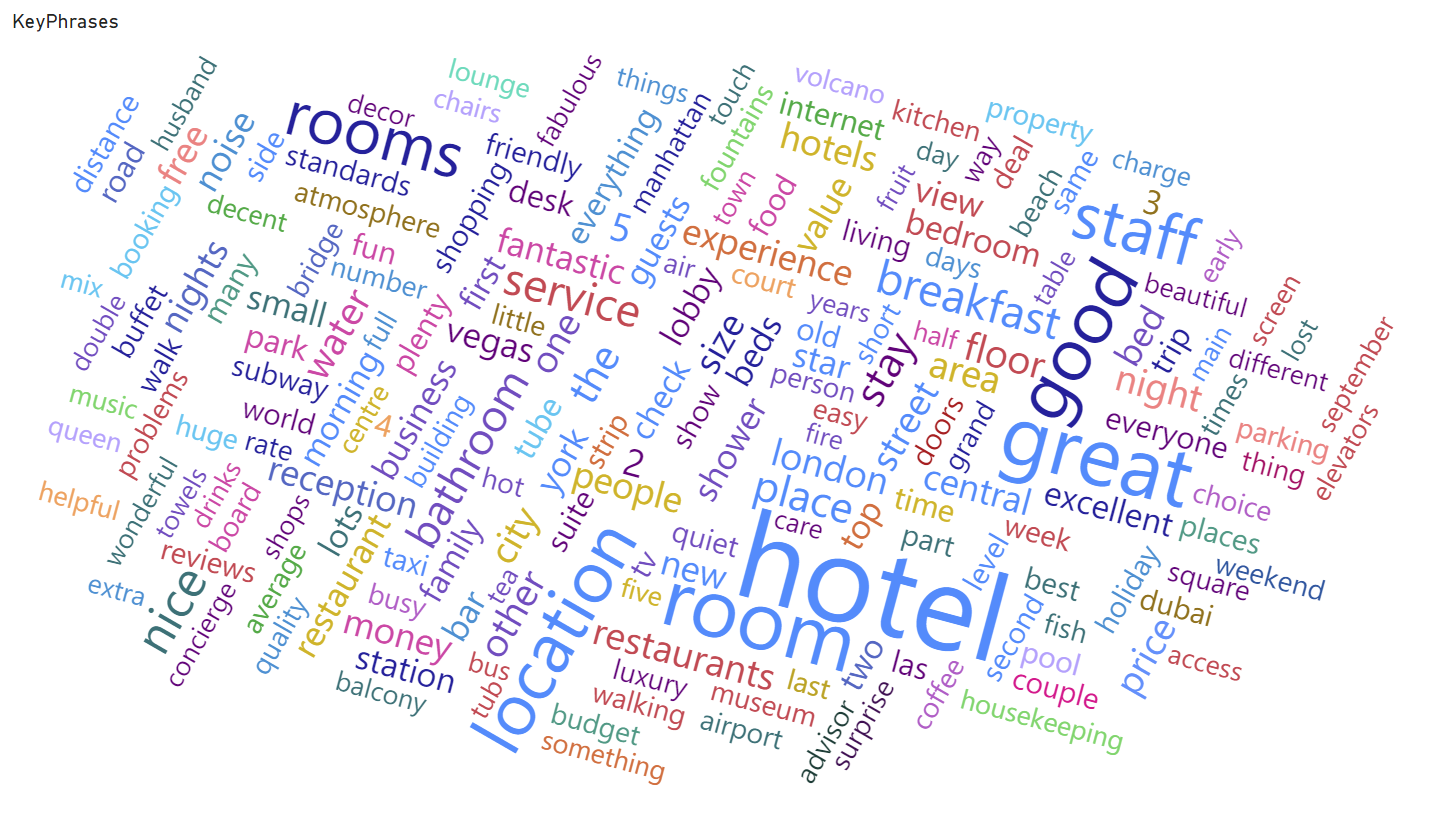 KeyPhrases
lounge
fabulous
things
touch
volcano
husband
decor
chairs
internet
kitchen
property
distance
rooms
friendly
manhattan
fountains
hotels
day
way
deal
charge
road
free
noise
side
standards
shopping
desk
everything
town
food
value
fruit
view
beach
same
3
staff
booking
decent
atmosphere
5
guests
experience
living
bedroom
early
mix
nights
many
bridge
fun
number
first
fantastic
air
court
days
table
good
beautiful
screen
double
buffet
small
water
full
plenty
service
little
lobby
years
breakfast
bed
trip
main
lost
walk
park
vegas
one
size
beds
old
star
short
stay
half
floor
night
different
september
music
problems
subway
morning
business
the
check
person
area
times
queen
huge
world
rate
centre
4
building
bathroom
tube
york
strip
show
shower
easy
fire
street
doors
grand
everyone
parking
elevators
helpful
wonderful
towels
drinks
board
reception
hot
2
people
london
central
great
thing
shops
lots
restaurant
city
suite
place
top
time
excellent
choice
extra
reviews
average
taxi
family
quiet
care
hotel
part
week
places
nice
concierge
quality
busy
tea
tv
new
five
level
best
holiday
square
weekend
money
bar
other
location
room
second
fish
dubai
station
balcony
bus
tubs
restaurants
luxury
last
two
las
coffee
pool
couple
price
access
budget
walking
museum
airport
advisor
surprise
housekeeping
something